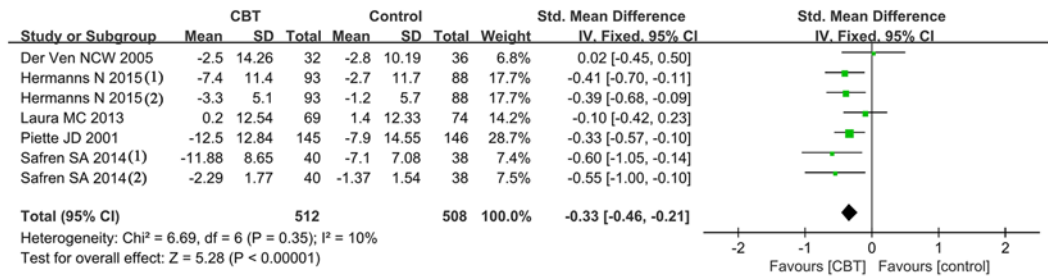 CBT Control Std. Mean Difference Std. Mean Difference
Study or Subgroup Mean SD Total Mean SD Total Weight IV. Fixed. 95% CI IV. Fixed. 95% CI
Der Ven NCW 2005 -2.5 14.26 32 -2.8 10.19 36 6.8% 0.02 [-0.45, 0.50]
Hermanns N 2015(1) -7.4 11.4 93 -2.7 11.7 88 17.7% -0.41 [-0.70, -0.11]
Hermanns N 2015(2) -3.3 5.1 93 -1.2 5.7 88 17.7% -0.39 [-0.68, -0.09]
Laura MC 2013 0.2 12.54 69 1.4 12.33 74 14.2% -0.10 [-0.42, 0.23]
Piette JD 2001 -12.5 12.84 145 -7.9 14.55 146 28.7% -0.33 [-0.57, -0.10]
Safren SA 2014(1) -11.88 8.65 40 -7.1 7.08 38 7.4% -0.60 [-1.05, -0.14]
Safren SA 2014(2) -2.29 1.77 40 -1.37 1.54 38 7.5% -0.55 [-1.00, -0.10]
Total (95% CI) 512 508 100.0% -0.33 [-0.46, -0.21]
Heterogeneity: Chi² = 6.69, df = 6 (P = 0.35); I² = 10%
Test for overall effect: Z = 5.28 (P < 0.00001)
-2 -1 0 1 2
Favours [CBT] Favours [control]